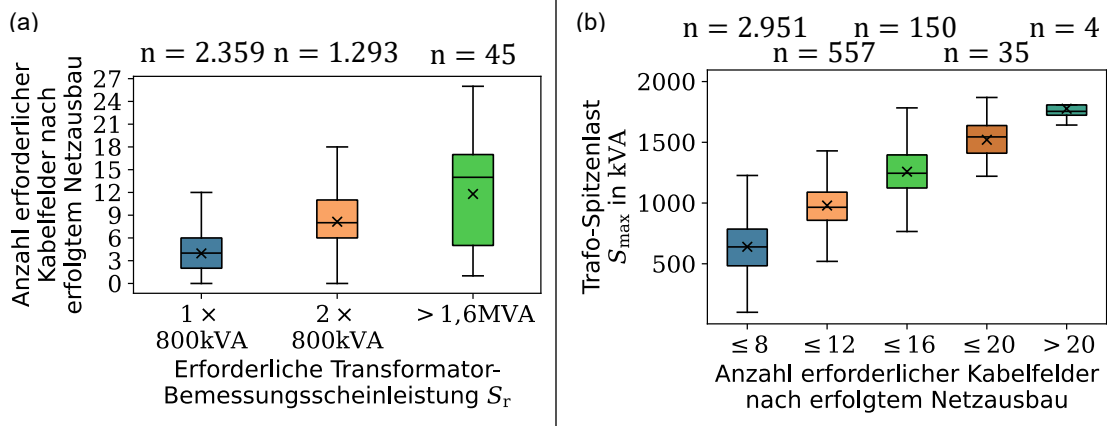 (a)
n = 2.359 n = 1.293 n = 45
Anzahl erforderlicher
Kabelfelder nach
erfolgtem Netzausbau
27
24
21
18
15
12
9
6
3
0
1 × 2 × > 1,6MVA
800kVA 800kVA
Erforderliche Transformator-
Bemessungsscheinleistung Sr
(b)
n = 2.951 n = 150 n = 4
n = 557 n = 35
Trafo-Spitzenlast
Smax in kVA
2000
1500
1000
500
≤ 8 ≤ 12 ≤ 16 ≤ 20 > 20
Anzahl erforderlicher Kabelfelder
nach erfolgtem Netzausbau